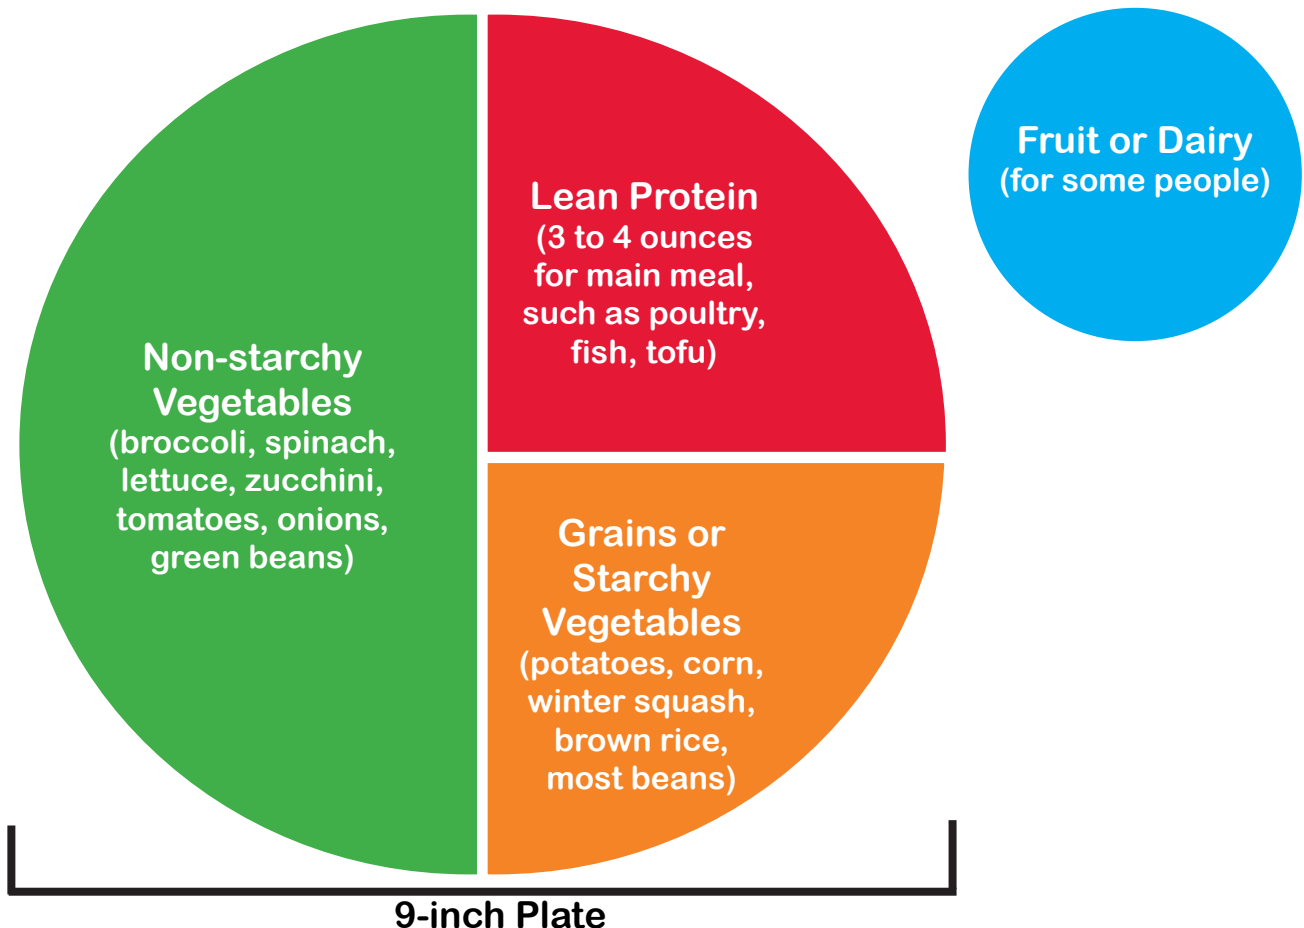 Non-starchy
Vegetables
(broccoli, spinach,
lettuce, zucchini,
tomatoes, onions,
green beans)
Lean Protein
(3 to 4 ounces
for main meal,
such as poultry,
fish, tofu)
Grains or
Starchy
Vegetables
(potatoes, corn,
winter squash,
brown rice,
most beans)
Fruit or Dairy
(for some people)
9-inch Plate